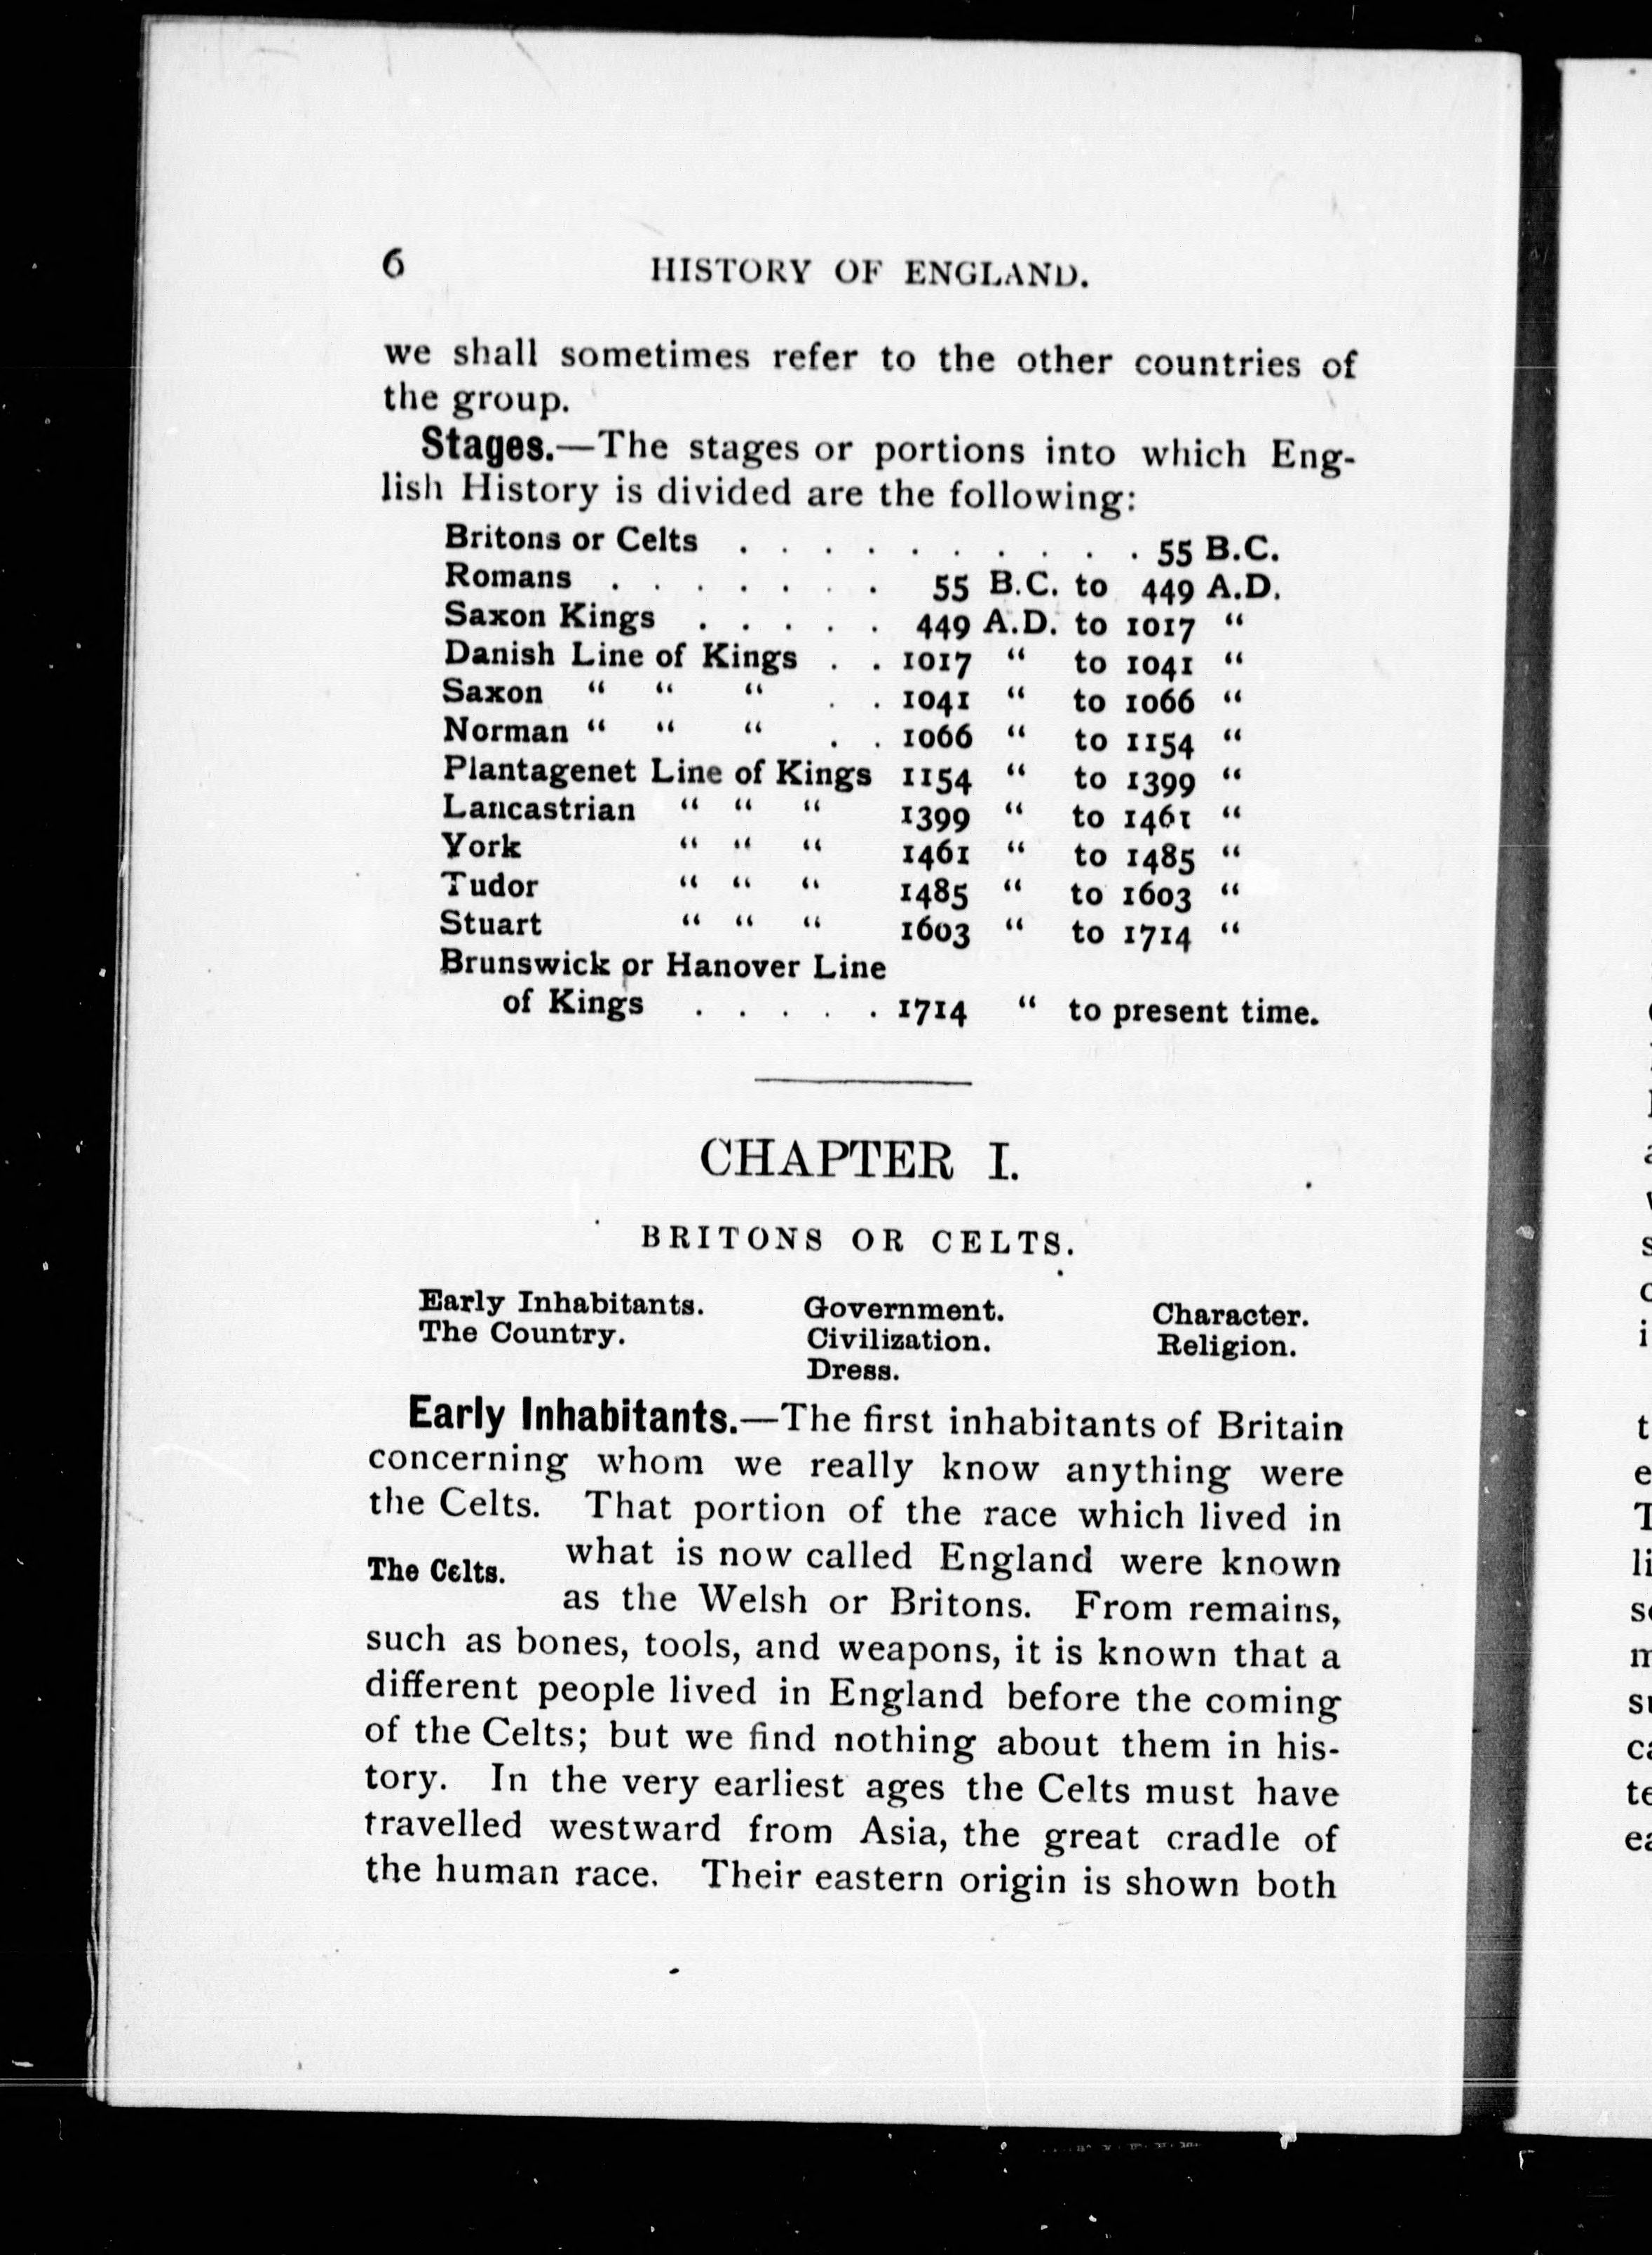 6 HISTORY OF ENGLAND.
we shall sometimes refer to the other countries of
the group.
Stages.—The stages or portions into which Eng-
lish History is divided are the following:
Britons or Celts . . . . . . . . . . 55 B.C.
Romans . . . . . . . 55 B.C. to 449 A.D.
Saxon Kings . . . . . 449 A.D. to 1017 “
Danish Line of Kings . . 1017 “ to 1041 “
Saxon “ “ “ . . 1041 “ to 1066 “
Norman “ “ “ . . 1066 “ to 1154 “
Plantagenet Line of Kings 1154 “ to 1399 “
Lancastrian “ “ “ 1399 “ to 1461 “
York “ “ “ 1461 “ to 1485 “
Tudor “ “ “ 1485 “ to 1603 “
Stuart “ “ “ 1603 “ to 1714 “
Brunswick or Hanover Line
of Kings . . . . . 1714 “ to present time.
CHAPTER I.
BRITONS OR CELTS.
Early Inhabitants. Government. Character.
The Country. Civilization. Religion.
Dress.
Early Inhabitants.—The first inhabitants of Britain
concerning whom we really know anything were
the Celts. That portion of the race which lived in
The Celts. what is now called England were known
as the Welsh or Britons. From remains,
such as bones, tools, and weapons, it is known that a
different people lived in England before the coming
of the Celts; but we find nothing about them in his-
tory. In the very earliest ages the Celts must have
travelled westward from Asia, the great cradle of
the human race. Their eastern origin is shown both